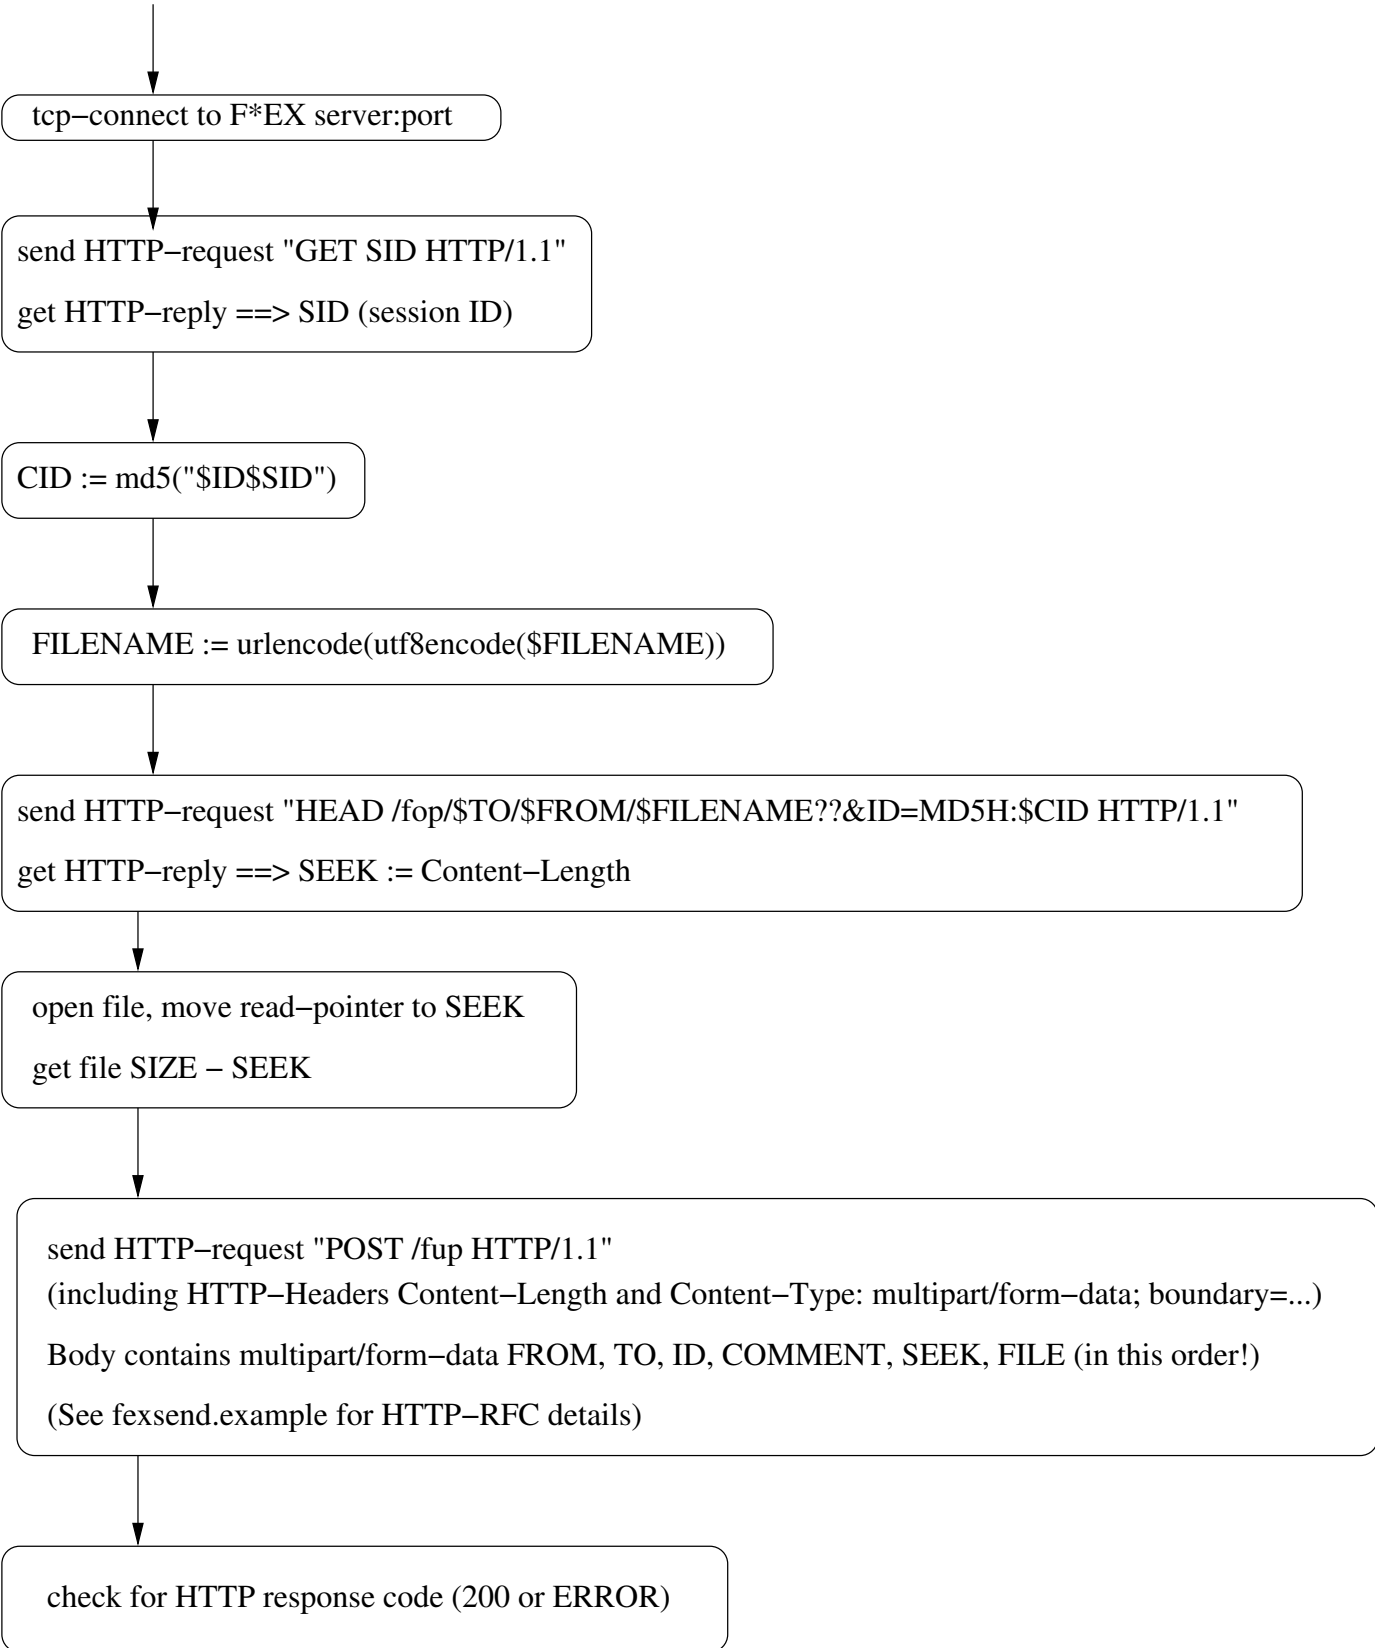 tcp−connect to F*EX server:port
send HTTP−request "GET SID HTTP/1.1"
get HTTP−reply ==> SID (session ID)
CID := md5("$ID$SID")
FILENAME := urlencode(utf8encode($FILENAME))
send HTTP−request "HEAD /fop/$TO/$FROM/$FILENAME??&ID=MD5H:$CID HTTP/1.1"
get HTTP−reply ==> SEEK := Content−Length
open file, move read−pointer to SEEK
get file SIZE − SEEK
send HTTP−request "POST /fup HTTP/1.1"
(including HTTP−Headers Content−Length and Content−Type: multipart/form−data; boundary=...)
Body contains multipart/form−data FROM, TO, ID, COMMENT, SEEK, FILE (in this order!)
(See fexsend.example for HTTP−RFC details)
check for HTTP response code (200 or ERROR)